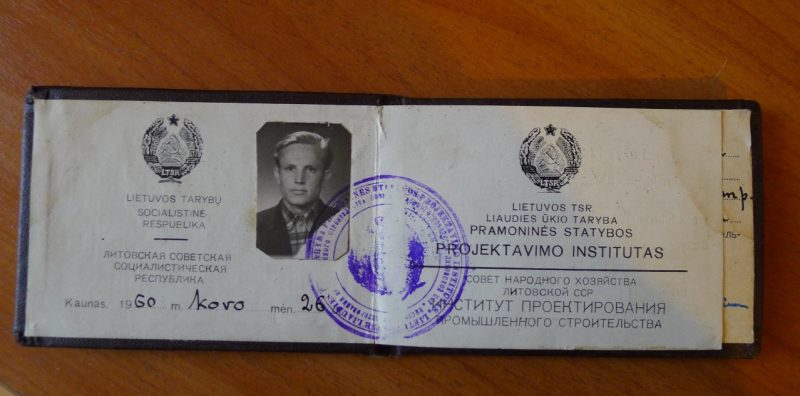 LTSR
LIETUVOS TARYBŲ
SOCIALISTINĖ
RESPUBLIKA
ЛИТОВСКАЯ СОВЕТСКАЯ
СОЦИАЛИСТИЧЕСКАЯ
РЕСПУБЛИКА
Kaunas, 1960 m. kovo mėn. 26
LTSR
LIETUVOS TSR
LIAUDIES ŪKIO TARYBA
PRAMONINĖS STATYBOS
PROJEKTAVIMO INSTITUTAS
СОВЕТ НАРОДНОГО ХОЗЯЙСТВА
ЛИТОВСКОЙ ССР
ИНСТИТУТ ПРОЕКТИРОВАНИЯ
ПРОМЫШЛЕННОГО СТРОИТЕЛЬСТВА